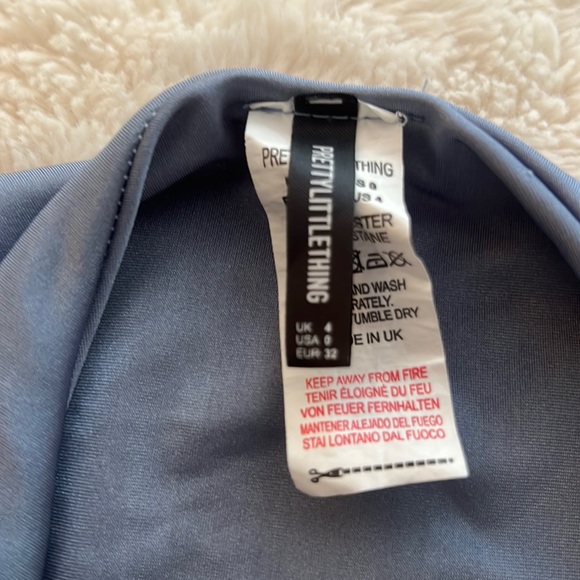 PRETTYLITTLETHING
UK 4
USA 0
EUR 32
PRE THING
S 8
US 4
STER
STANE
ND WASH
RATELY.
TUMBLE DRY
DE IN UK
KEEP AWAY FROM FIRE
TENIR ÉLOIGNÉ DU FEU
VON FEUER FERNHALTEN
MANTENER ALEJADO DEL FUEGO
STAI LONTANO DAL FUOCO